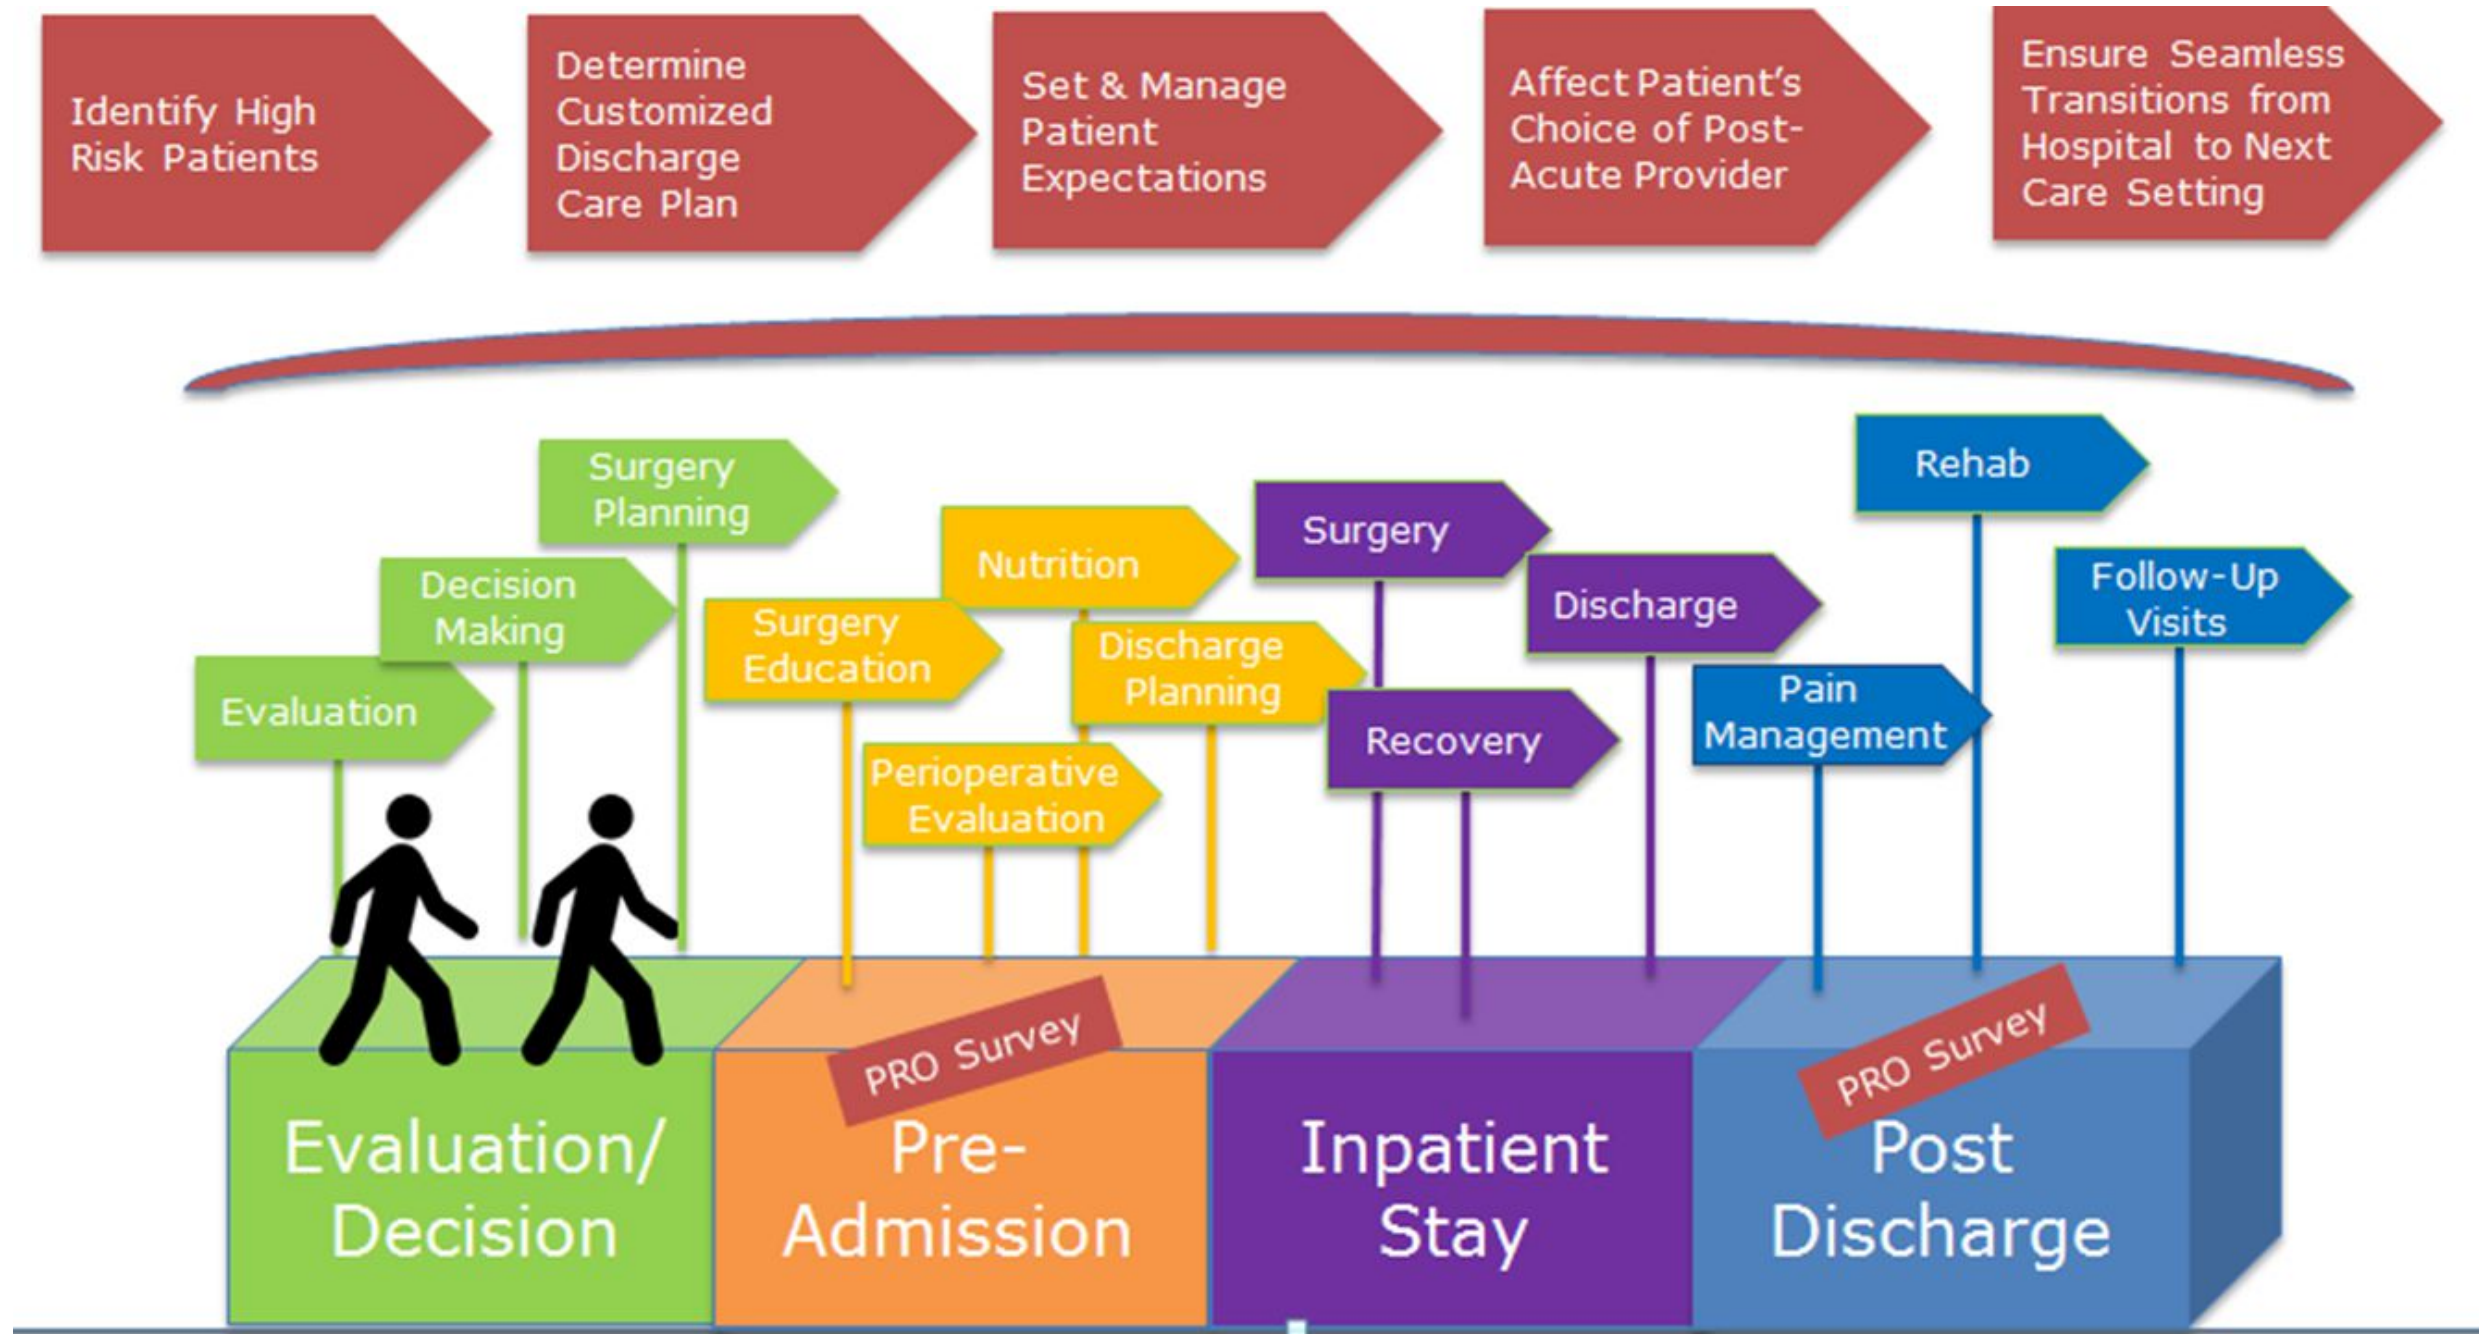 Identify High
Risk Patients
Determine
Customized
Discharge
Care Plan
Set & Manage
Patient
Expectations
Affect Patient's
Choice of Post-
Acute Provider
Ensure Seamless
Transitions from
Hospital to Next
Care Setting
Surgery
Planning
Decision
Making
Evaluation
Nutrition
Surgery
Education
Discharge
Planning
Perioperative
Evaluation
Surgery
Discharge
Recovery
Rehab
Follow-Up
Visits
Pain
Management
PRO Survey
PRO Survey
Evaluation/
Decision
Pre-
Admission
Inpatient
Stay
Post
Discharge